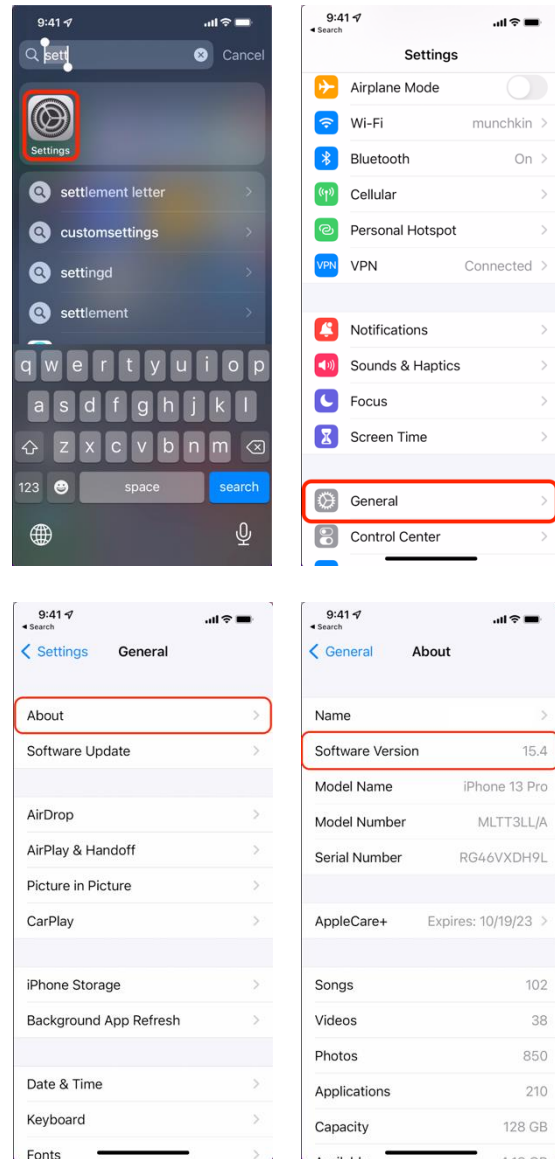 9:41
sett
Cancel
Settings
settlement letter
customsettings
settingd
settlement
q w e r t y u i o p
a s d f g h j k l
z x c v b n m
123 space search
9:41
Search
Settings
Airplane Mode
Wi-Fi munchkin
Bluetooth On
Cellular
Personal Hotspot
VPN VPN Connected
Notifications
Sounds & Haptics
Focus
Screen Time
General
Control Center
9:41
Search
Settings General
About
Software Update
AirDrop
AirPlay & Handoff
Picture in Picture
CarPlay
iPhone Storage
Background App Refresh
Date & Time
Keyboard
Fonts
9:41
Search
General About
Name
Software Version 15.4
Model Name iPhone 13 Pro
Model Number MLTT3LL/A
Serial Number RG46VXDH9L
AppleCare+ Expires: 10/19/23
Songs 102
Videos 38
Photos 850
Applications 210
Capacity 128 GB